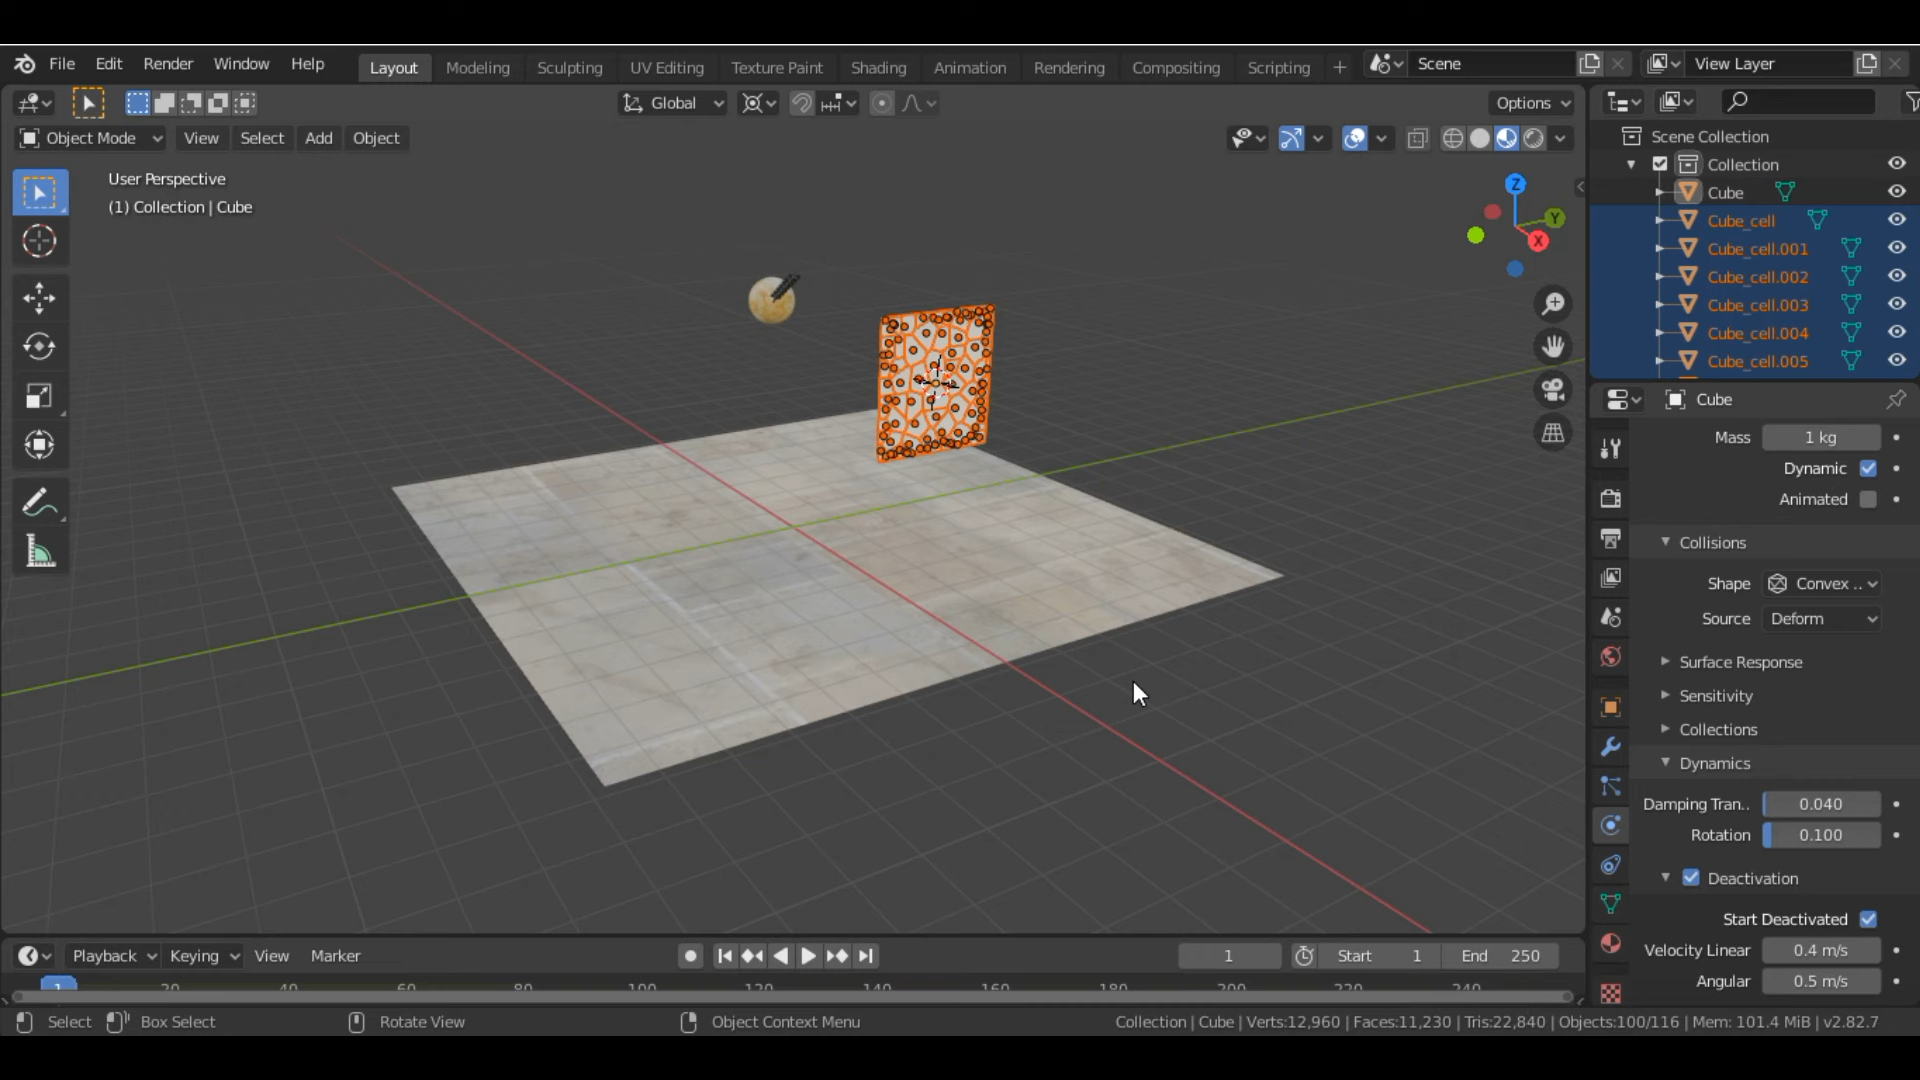 File Edit Render Window Help Layout Modeling Sculpting UV Editing Texture Paint Shading Animation Rendering Compositing Scripting + Scene View Layer
Global Options
Object Mode View Select Add Object
User Perspective
(1) Collection | Cube
Z
Y
X
Scene Collection
Collection
Cube
Cube_cell
Cube_cell.001
Cube_cell.002
Cube_cell.003
Cube_cell.004
Cube_cell.005
Cube
Mass 1 kg
Dynamic
Animated
Collisions
Shape Convex ..
Source Deform
Surface Response
Sensitivity
Collections
Dynamics
Damping Tran.. 0.040
Rotation 0.100
Deactivation
Start Deactivated
Velocity Linear 0.4 m/s
Angular 0.5 m/s
Playback Keying View Marker 1 Start 1 End 250
1 20 40 60 80 100 120 140 160 180 200 220 240
Select Box Select Rotate View Object Context Menu Collection | Cube | Verts:12,960 | Faces:11,230 | Tris:22,840 | Objects:100/116 | Mem: 101.4 MiB | v2.82.7